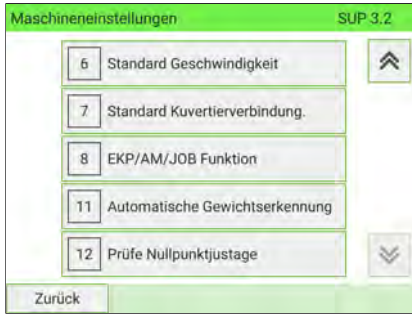 Maschineneinstellungen SUP 3.2
6 Standard Geschwindigkeit
7 Standard Kuvertierverbindung.
8 EKP/AM/JOB Funktion
11 Automatische Gewichtserkennung
12 Prüfe Nullpunktjustage
Zurück